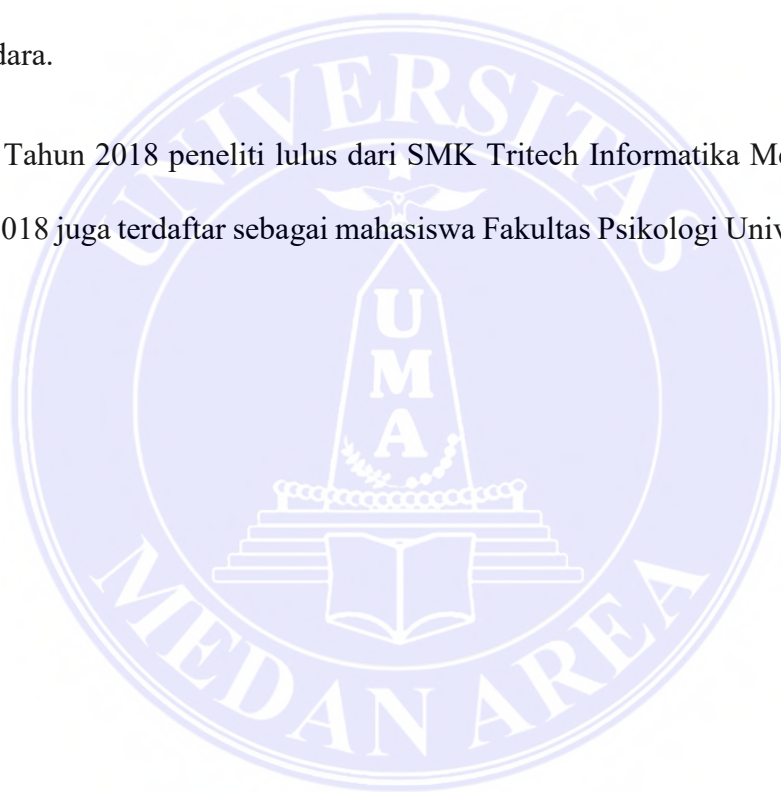 dara.
Tahun 2018 peneliti lulus dari SMK Tritech Informatika Me
018 juga terdaftar sebagai mahasiswa Fakultas Psikologi Univ
UNIVERSITAS
UMA
MEDAN AREA